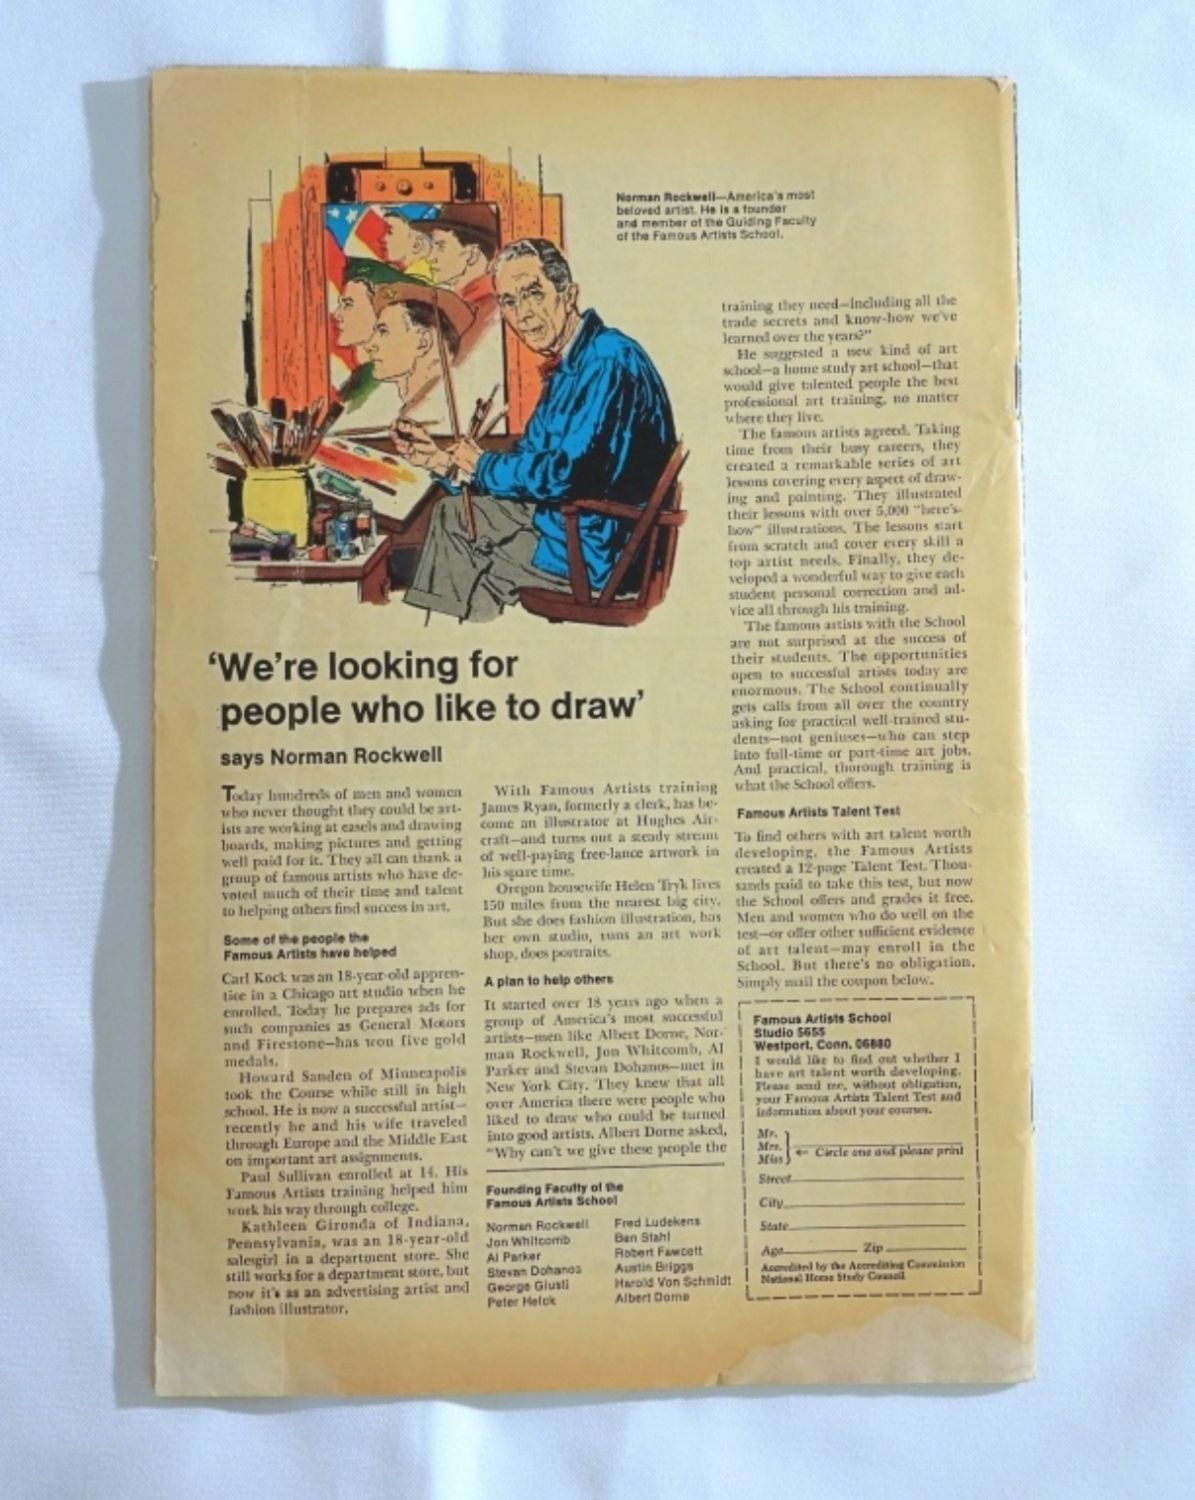 Norman Rockwell—America's most
beloved artist. He is a founder
and member of the Guiding Faculty
of the Famous Artists School.
'We're looking for
people who like to draw'
says Norman Rockwell
Today hundreds of men and women
who never thought they could be art-
ists are working at easels and drawing
boards, making pictures and getting
well paid for it. They all can thank a
group of famous artists who have de-
voted much of their time and talent
to helping others find success in art.
Some of the people the
Famous Artists have helped
Carl Kock was an 18-year-old appren-
tice in a Chicago art studio when he
enrolled. Today he prepares ads for
such companies as General Motors
and Firestone—has won five gold
medals.
Howard Sanden of Minneapolis
took the Course while still in high
school. He is now a successful artist—
recently he and his wife traveled
through Europe and the Middle East
on important art assignments.
Paul Sullivan enrolled at 14. His
Famous Artists training helped him
work his way through college.
Kathleen Gironda of Indiana,
Pennsylvania, was an 18-year-old
salesgirl in a department store. She
still works for a department store, but
now it's as an advertising artist and
fashion illustrator.
With Famous Artists training
James Ryan, formerly a clerk, has be-
come an illustrator at Hughes Air-
craft—and turns out a steady stream
of well-paying free-lance artwork in
his spare time.
Oregon housewife Helen Tryk lives
150 miles from the nearest big city.
But she does fashion illustration, has
her own studio, runs an art work
shop, does portraits.
A plan to help others
It started over 18 years ago when a
group of America's most successful
artists—men like Albert Dorne, Nor-
man Rockwell, Jon Whitcomb, Al
Parker and Stevan Dohanos—met in
New York City. They knew that all
over America there were people who
liked to draw who could be turned
into good artists. Albert Dorne asked,
"Why can't we give these people the
training they need—including all the
trade secrets and know-how we've
learned over the years?"
He suggested a new kind of art
school—a home study art school—that
would give talented people the best
professional art training, no matter
where they live.
The famous artists agreed. Taking
time from their busy careers, they
created a remarkable series of art
lessons covering every aspect of draw-
ing and painting. They illustrated
their lessons with over 5,000 "here's-
how" illustrations. The lessons start
from scratch and cover every skill a
top artist needs. Finally, they de-
veloped a wonderful way to give each
student personal correction and ad-
vice all through his training.
The famous artists with the School
are not surprised at the success of
their students. The opportunities
open to successful artists today are
enormous. The School continually
gets calls from all over the country
asking for practical well-trained stu-
dents—not geniuses—who can step
into full-time or part-time art jobs.
And practical, thorough training is
what the School offers.
Famous Artists Talent Test
To find others with art talent worth
developing, the Famous Artists
created a 12-page Talent Test. Thou-
sands paid to take this test, but now
the School offers and grades it free.
Men and women who do well on the
test—or offer other sufficient evidence
of art talent—may enroll in the
School. But there's no obligation.
Simply mail the coupon below.
Founding Faculty of the
Famous Artists School
Norman Rockwell
Jon Whitcomb
Al Parker
Stevan Dohanos
George Giusti
Peter Helck
Fred Ludekens
Ben Stahl
Robert Fawcett
Austin Briggs
Harold Von Schmidt
Albert Dorne
Famous Artists School
Studio 5655
Westport, Conn. 06880
I would like to find out whether I
have art talent worth developing.
Please send me, without obligation,
your Famous Artists Talent Test and
information about your courses.
Mr.
Mrs.
Miss
Circle one and please print
Street
City
State
Age Zip
Accredited by the Accrediting Commission
National Home Study Council